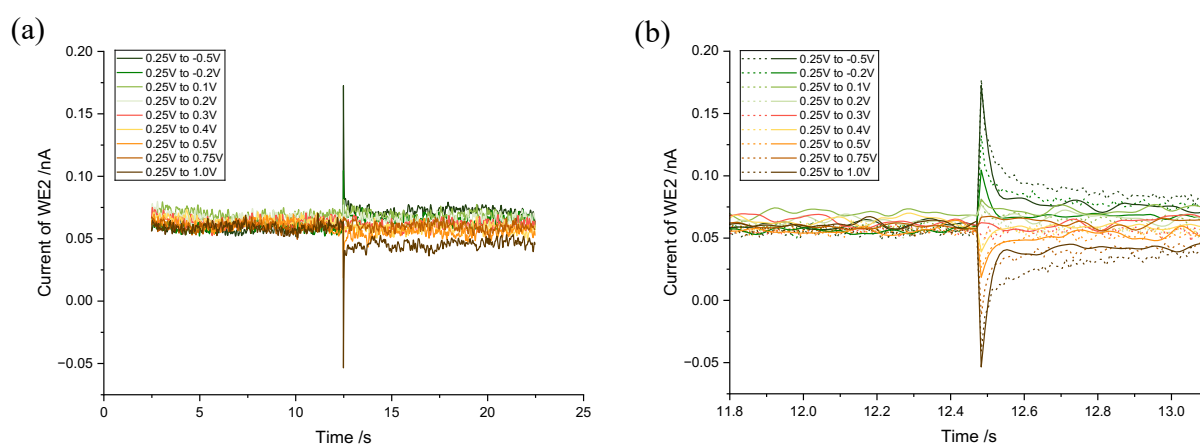 (a)
0.20
0.15
0.10
0.05
0.00
−0.05
Current of WE2 /nA
0.25V to -0.5V
0.25V to -0.2V
0.25V to 0.1V
0.25V to 0.2V
0.25V to 0.3V
0.25V to 0.4V
0.25V to 0.5V
0.25V to 0.75V
0.25V to 1.0V
0 5 10 15 20 25
Time /s
(b)
0.20
0.15
0.10
0.05
0.00
−0.05
Current of WE2 /nA
0.25V to -0.5V
0.25V to -0.2V
0.25V to 0.1V
0.25V to 0.2V
0.25V to 0.3V
0.25V to 0.4V
0.25V to 0.5V
0.25V to 0.75V
0.25V to 1.0V
11.8 12.0 12.2 12.4 12.6 12.8 13.0
Time /s